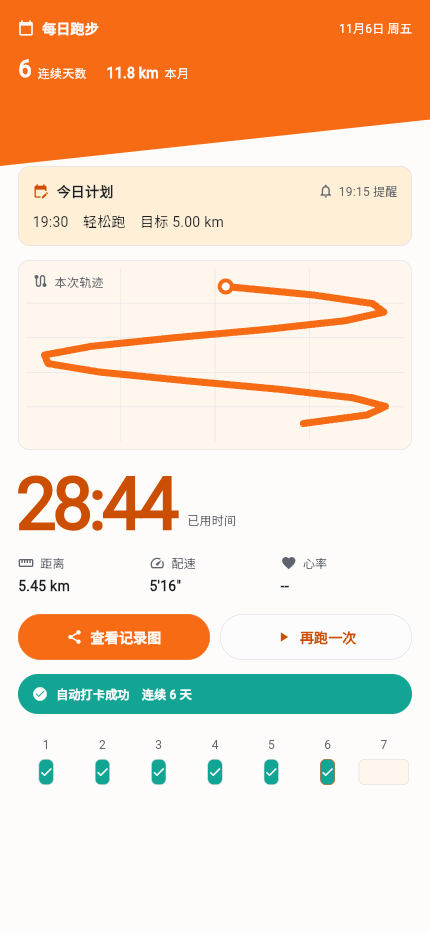 每日跑步 11月6日 周五
6 连续天数 11.8 km 本月
今日计划 19:15 提醒
19:30 轻松跑 目标 5.00 km
本次轨迹
28:44 已用时间
距离 配速 心率
5.45 km 5'16" --
查看记录图 再跑一次
自动打卡成功 连续 6 天
1 2 3 4 5 6 7